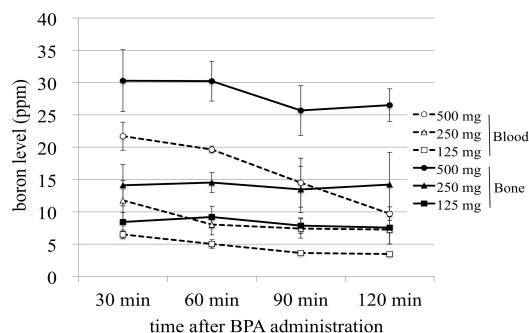 40
35
30
25
20
15
10
5
0
boron level (ppm)
30 min 60 min 90 min 120 min
time after BPA administration
500 mg
250 mg
125 mg
Blood
500 mg
250 mg
125 mg
Bone